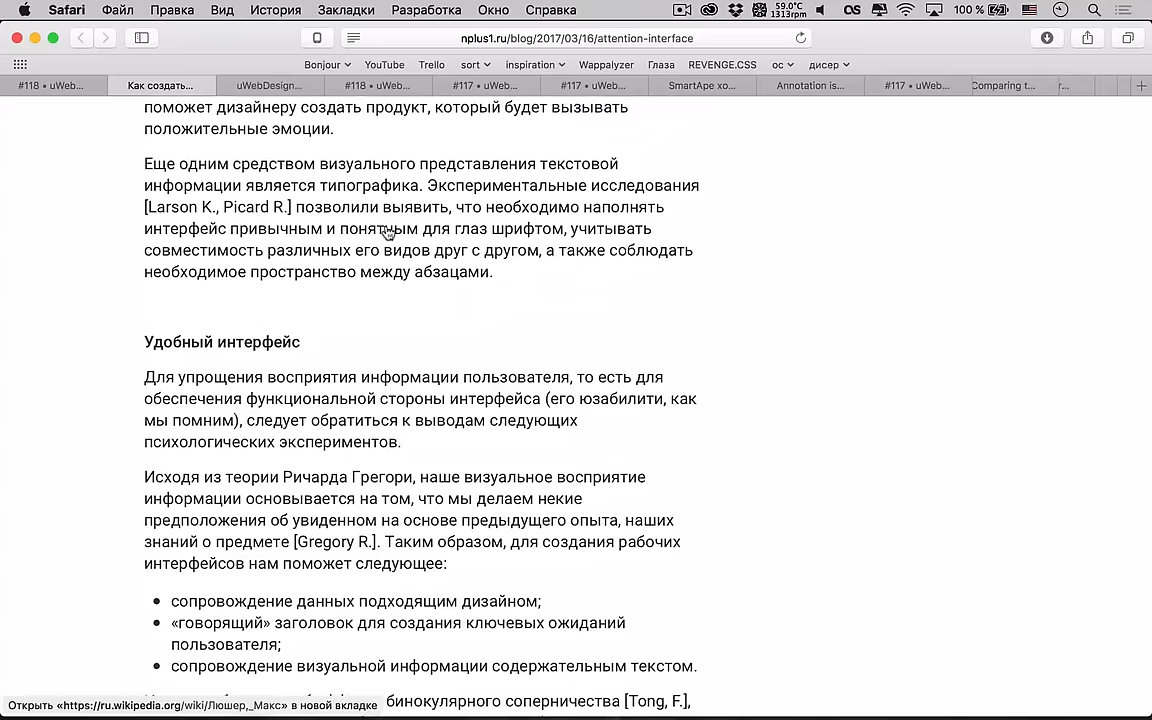 Safari Файл Правка Вид История Закладки Разработка Окно Справка 59.0°C 1313rpm 100 %
nplus1.ru/blog/2017/03/16/attention-interface
Bonjour YouTube Trello sort inspiration Wappalyzer Глаза REVENGE.CSS ос дисер
#118 • uWeb... Как создать... uWebDesign... #118 • uWeb... #117 • uWeb... #117 • uWeb... SmartApe хо... Annotation is... #117 • uWeb... Comparing t...
поможет дизайнеру создать продукт, который будет вызывать
положительные эмоции.
Еще одним средством визуального представления текстовой
информации является типографика. Экспериментальные исследования
[Larson K., Picard R.] позволили выявить, что необходимо наполнять
интерфейс привычным и понятным для глаз шрифтом, учитывать
совместимость различных его видов друг с другом, а также соблюдать
необходимое пространство между абзацами.
Удобный интерфейс
Для упрощения восприятия информации пользователя, то есть для
обеспечения функциональной стороны интерфейса (его юзабилити, как
мы помним), следует обратиться к выводам следующих
психологических экспериментов.
Исходя из теории Ричарда Грегори, наше визуальное восприятие
информации основывается на том, что мы делаем некие
предположения об увиденном на основе предыдущего опыта, наших
знаний о предмете [Gregory R.]. Таким образом, для создания рабочих
интерфейсов нам поможет следующее:
• сопровождение данных подходящим дизайном;
• «говорящий» заголовок для создания ключевых ожиданий
пользователя;
• сопровождение визуальной информации содержательным текстом.
бинокулярного соперничества [Tong, F.],
Открыть «https://ru.wikipedia.org/wiki/Люшер,_Макс» в новой вкладке